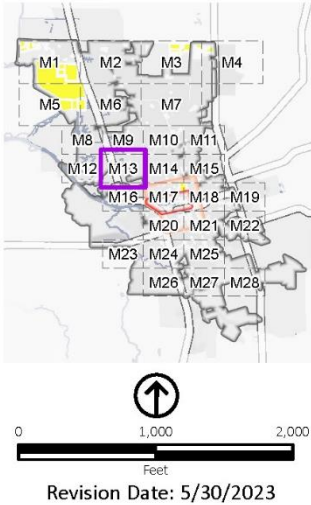 M1 M2 M3 M4
M5 M6 M7
M8 M9 M10 M11
M12 M13 M14 M15
M16 M17 M18 M19
M20 M21 M22
M23 M24 M25
M26 M27 M28
0 1,000 2,000
Feet
Revision Date: 5/30/2023